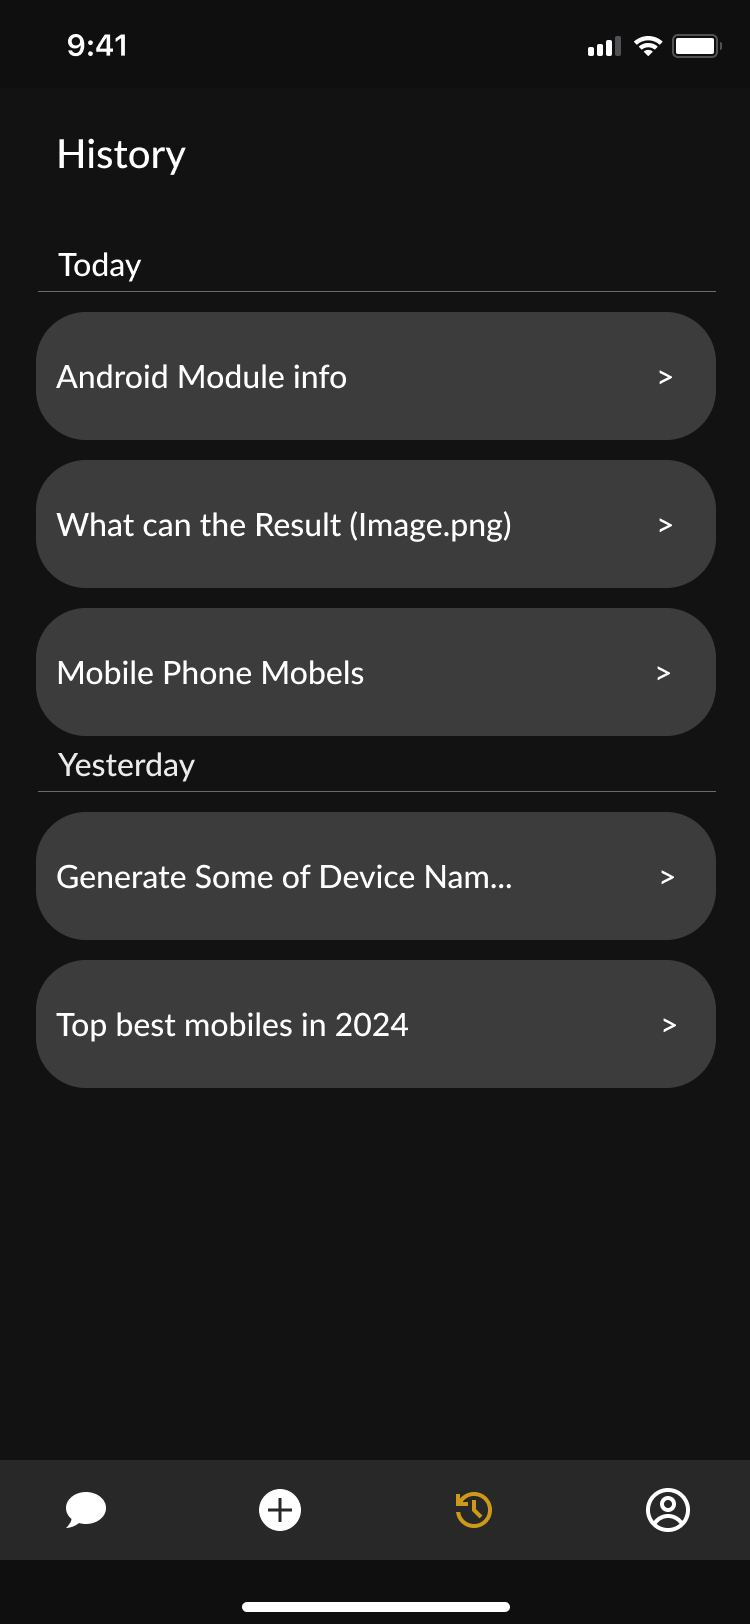 9:41
History
Today
Android Module info >
What can the Result (Image.png) >
Mobile Phone Mobels >
Yesterday
Generate Some of Device Nam... >
Top best mobiles in 2024 >